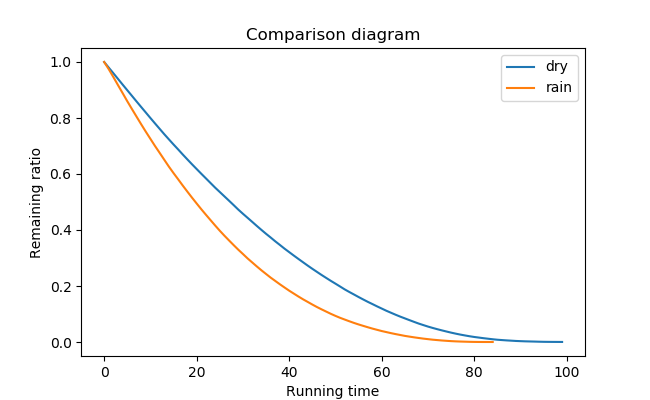 Comparison diagram
dry
rain
1.0
0.8
0.6
0.4
0.2
0.0
Remaining ratio
0 20 40 60 80 100
Running time